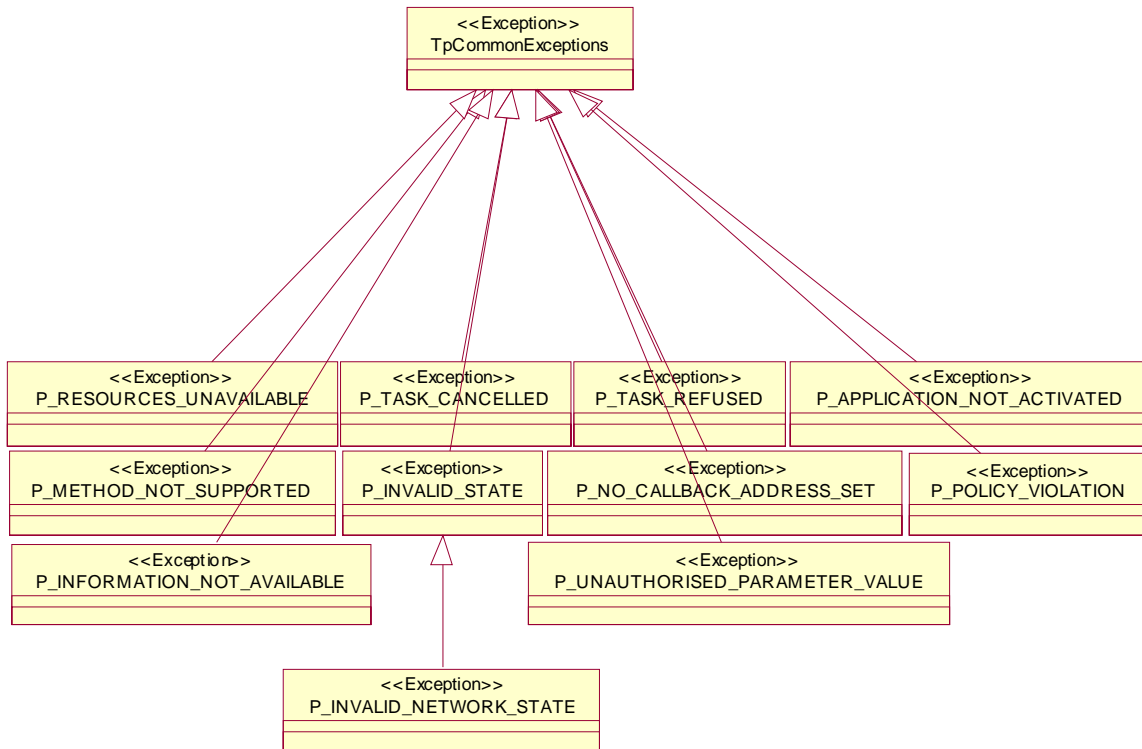 <<Exception>>
TpCommonExceptions
<<Exception>>
P_RESOURCES_UNAVAILABLE
<<Exception>>
P_TASK_CANCELLED
<<Exception>>
P_TASK_REFUSED
<<Exception>>
P_APPLICATION_NOT_ACTIVATED
<<Exception>>
P_METHOD_NOT_SUPPORTED
<<Exception>>
P_INVALID_STATE
<<Exception>>
P_NO_CALLBACK_ADDRESS_SET
<<Exception>>
P_POLICY_VIOLATION
<<Exception>>
P_INFORMATION_NOT_AVAILABLE
<<Exception>>
P_UNAUTHORISED_PARAMETER_VALUE
<<Exception>>
P_INVALID_NETWORK_STATE